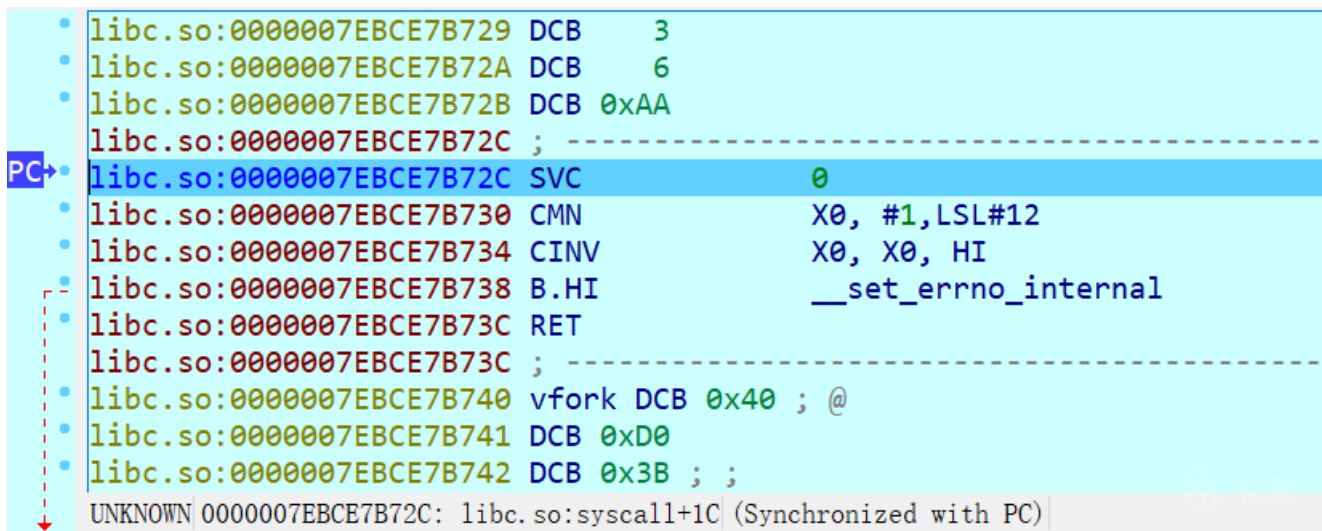 libc.so:0000007EBCE7B729 DCB 3
libc.so:0000007EBCE7B72A DCB 6
libc.so:0000007EBCE7B72B DCB 0xAA
libc.so:0000007EBCE7B72C ; -------------------------------------------
PC libc.so:0000007EBCE7B72C SVC 0
libc.so:0000007EBCE7B730 CMN X0, #1,LSL#12
libc.so:0000007EBCE7B734 CINV X0, X0, HI
libc.so:0000007EBCE7B738 B.HI __set_errno_internal
libc.so:0000007EBCE7B73C RET
libc.so:0000007EBCE7B73C ; -------------------------------------------
libc.so:0000007EBCE7B740 vfork DCB 0x40 ; @
libc.so:0000007EBCE7B741 DCB 0xD0
libc.so:0000007EBCE7B742 DCB 0x3B ; ;
UNKNOWN 0000007EBCE7B72C: libc.so:syscall+1C (Synchronized with PC)